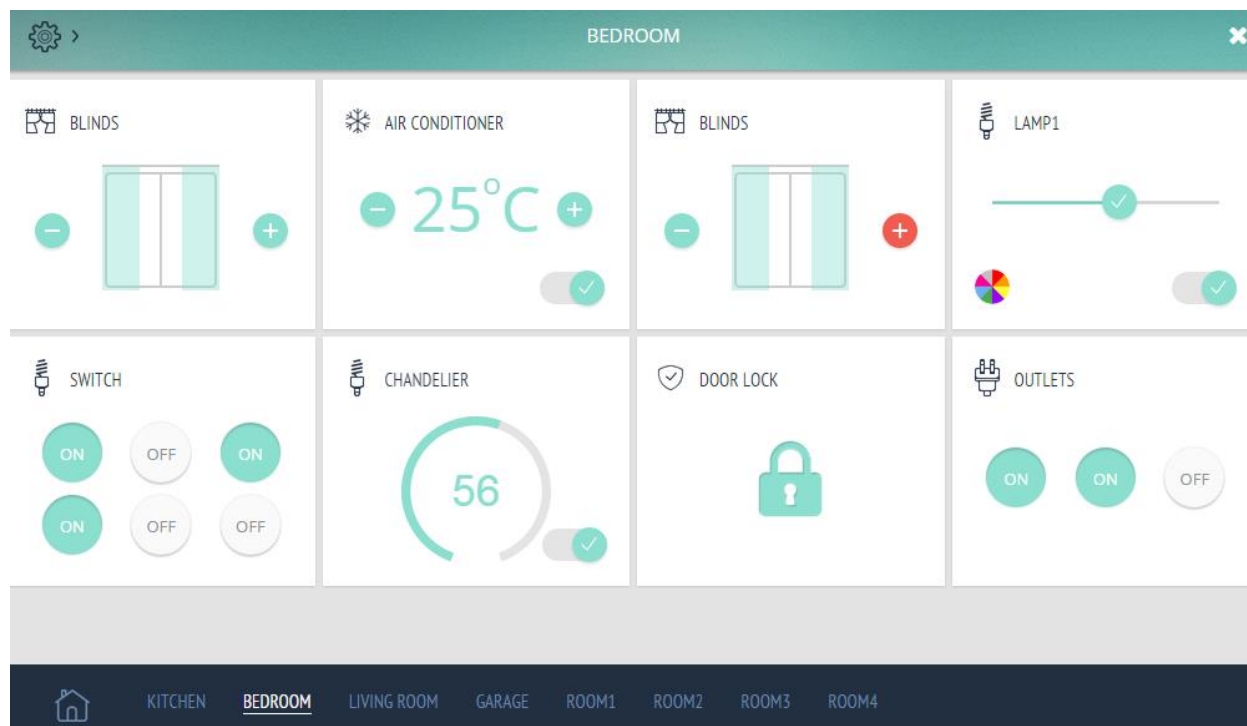 BEDROOM
BLINDS
AIR CONDITIONER
25°C
BLINDS
LAMP1
SWITCH
ON OFF ON
ON OFF OFF
CHANDELIER
56
DOOR LOCK
OUTLETS
ON ON OFF
KITCHEN BEDROOM LIVING ROOM GARAGE ROOM1 ROOM2 ROOM3 ROOM4